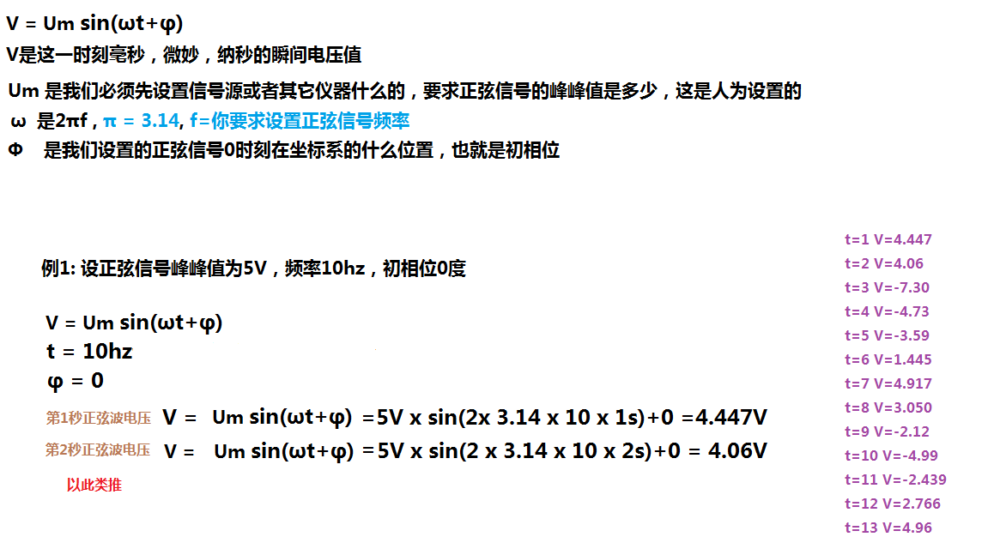 V = Um sin(ωt+φ)
V是这一时刻毫秒，微妙，纳秒的瞬间电压值
Um 是我们必须先设置信号源或者其它仪器什么的，要求正弦信号的峰峰值是多少，这是人为设置的
ω 是2πf , π = 3.14, f=你要求设置正弦信号频率
Φ 是我们设置的正弦信号0时刻在坐标系的什么位置，也就是初相位
例1: 设正弦信号峰峰值为5V，频率10hz，初相位0度
V = Um sin(ωt+φ)
t = 10hz
φ = 0
第1秒正弦波电压 V = Um sin(ωt+φ) =5V x sin(2x 3.14 x 10 x 1s)+0 =4.447V
第2秒正弦波电压 V = Um sin(ωt+φ) =5V x sin(2 x 3.14 x 10 x 2s)+0 = 4.06V
以此类推
t=1 V=4.447
t=2 V=4.06
t=3 V=-7.30
t=4 V=-4.73
t=5 V=-3.59
t=6 V=1.445
t=7 V=4.917
t=8 V=3.050
t=9 V=-2.12
t=10 V=-4.99
t=11 V=-2.439
t=12 V=2.766
t=13 V=4.96